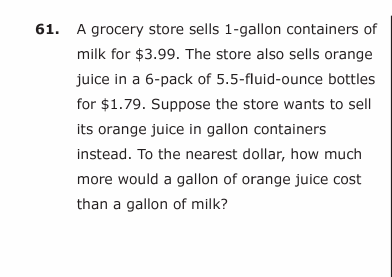 61. A grocery store sells 1-gallon containers of
milk for $3.99. The store also sells orange
juice in a 6-pack of 5.5-fluid-ounce bottles
for $1.79. Suppose the store wants to sell
its orange juice in gallon containers
instead. To the nearest dollar, how much
more would a gallon of orange juice cost
than a gallon of milk?